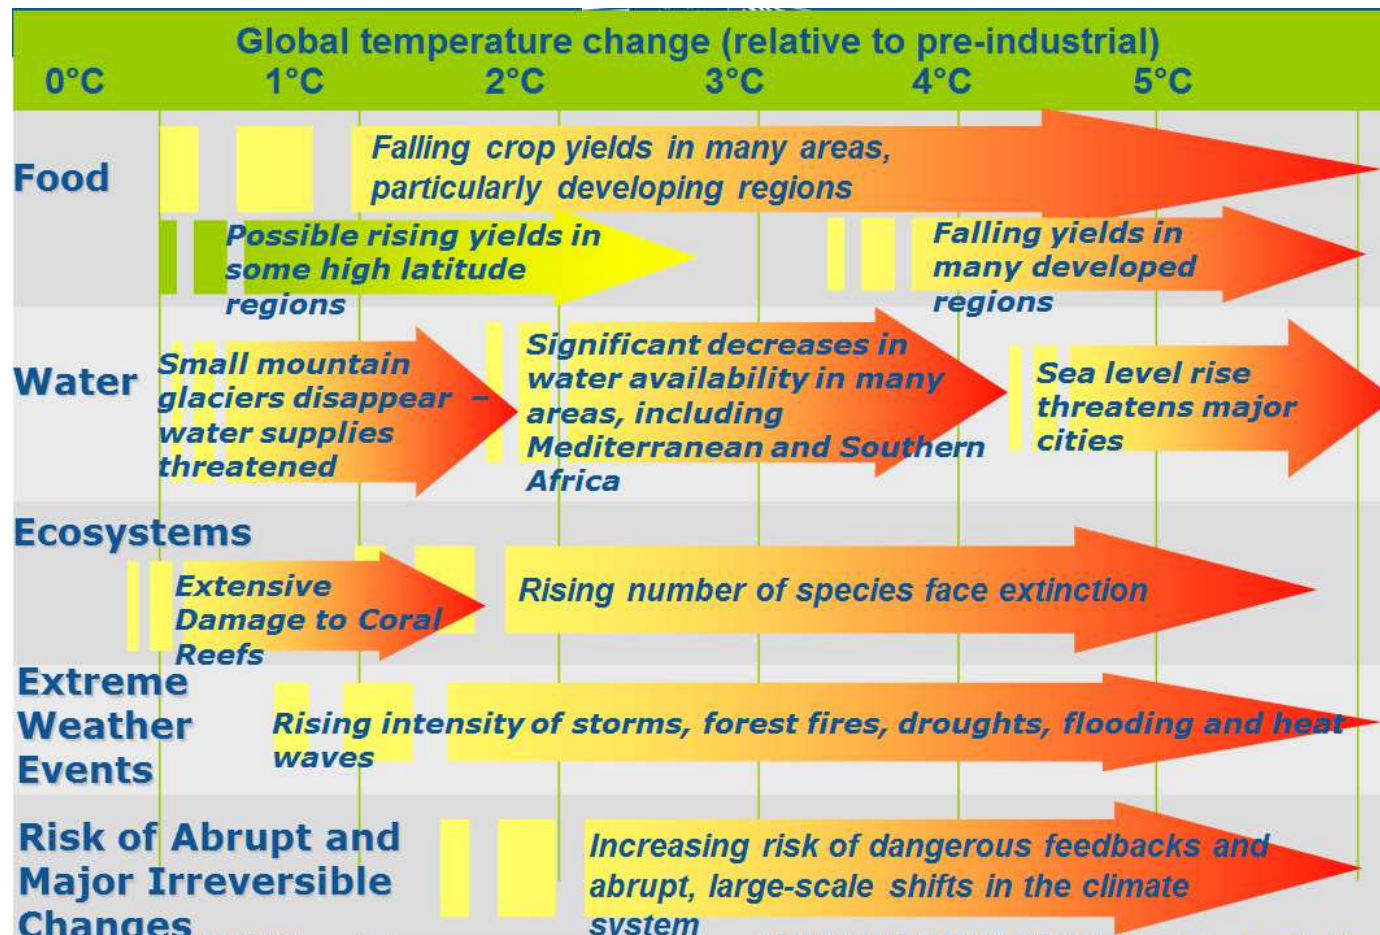 Global temperature change (relative to pre-industrial)
0°C 1°C 2°C 3°C 4°C 5°C
Food
Falling crop yields in many areas,
particularly developing regions
Possible rising yields in
some high latitude
regions
Falling yields in
many developed
regions
Water
Small mountain
glaciers disappear –
water supplies
threatened
Significant decreases in
water availability in many
areas, including
Mediterranean and Southern
Africa
Sea level rise
threatens major
cities
Ecosystems
Extensive
Damage to Coral
Reefs
Rising number of species face extinction
Extreme
Weather
Events
Rising intensity of storms, forest fires, droughts, flooding and heat
waves
Risk of Abrupt and
Major Irreversible
Changes
Increasing risk of dangerous feedbacks and
abrupt, large-scale shifts in the climate
system